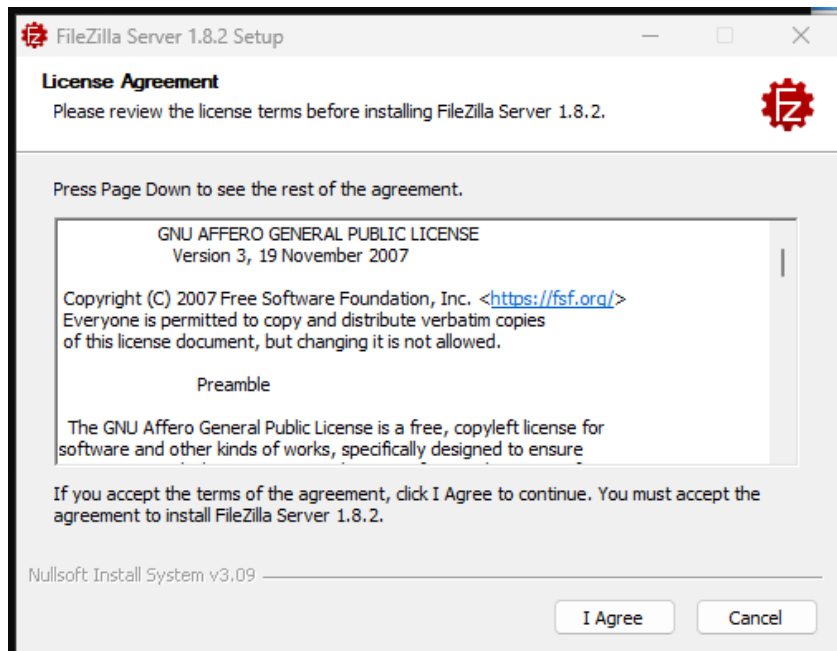 FileZilla Server 1.8.2 Setup
License Agreement
Please review the license terms before installing FileZilla Server 1.8.2.
Fz
Press Page Down to see the rest of the agreement.
GNU AFFERO GENERAL PUBLIC LICENSE
Version 3, 19 November 2007
Copyright (C) 2007 Free Software Foundation, Inc. <https://fsf.org/>
Everyone is permitted to copy and distribute verbatim copies
of this license document, but changing it is not allowed.
Preamble
The GNU Affero General Public License is a free, copyleft license for
software and other kinds of works, specifically designed to ensure
If you accept the terms of the agreement, click I Agree to continue. You must accept the
agreement to install FileZilla Server 1.8.2.
Nullsoft Install System v3.09
I Agree
Cancel